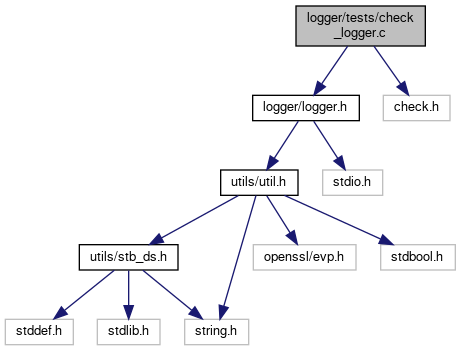 logger/tests/check
_logger.c
logger/logger.h
check.h
utils/util.h
stdio.h
utils/stb_ds.h
openssl/evp.h
stdbool.h
stddef.h
stdlib.h
string.h